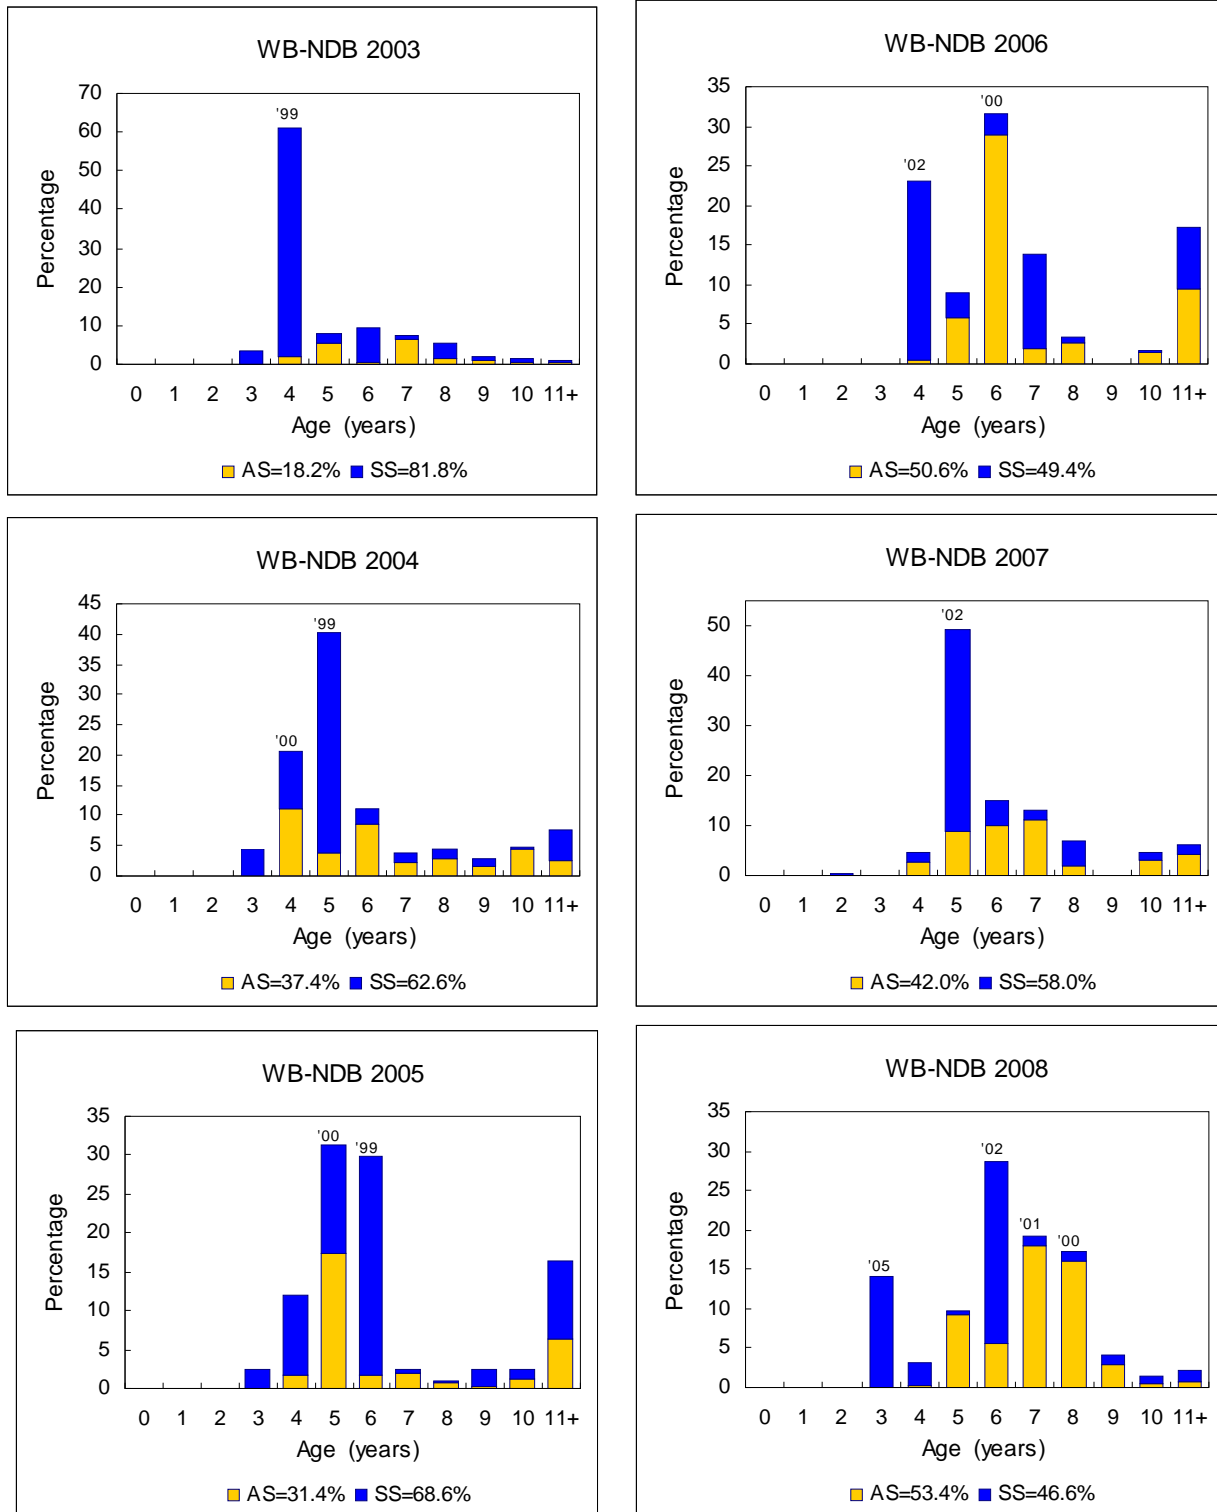 WB-NDB 2003
70
60
50
40
30
20
10
0
Percentage
'99
0 1 2 3 4 5 6 7 8 9 10 11+
Age (years)
AS=18.2% SS=81.8%
WB-NDB 2006
35
30
25
20
15
10
5
0
Percentage
'02
'00
0 1 2 3 4 5 6 7 8 9 10 11+
Age (years)
AS=50.6% SS=49.4%
WB-NDB 2004
45
40
35
30
25
20
15
10
5
0
Percentage
'00
'99
0 1 2 3 4 5 6 7 8 9 10 11+
Age (years)
AS=37.4% SS=62.6%
WB-NDB 2007
50
40
30
20
10
0
Percentage
'02
0 1 2 3 4 5 6 7 8 9 10 11+
Age (years)
AS=42.0% SS=58.0%
WB-NDB 2005
35
30
25
20
15
10
5
0
Percentage
'00
'99
0 1 2 3 4 5 6 7 8 9 10 11+
Age (years)
AS=31.4% SS=68.6%
WB-NDB 2008
35
30
25
20
15
10
5
0
Percentage
'05
'02
'01
'00
0 1 2 3 4 5 6 7 8 9 10 11+
Age (years)
AS=53.4% SS=46.6%